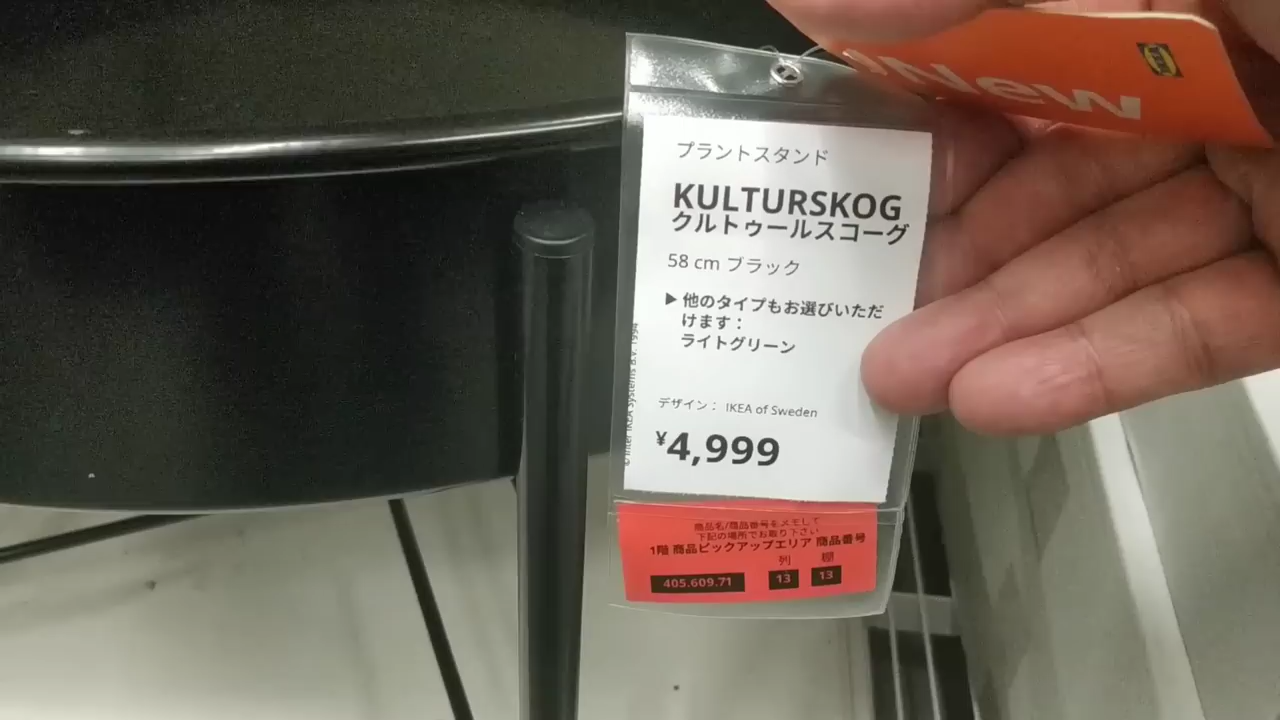 New
IKEA
プラントスタンド
KULTURSKOG
クルトゥールスコーグ
58 cm ブラック
▶ 他のタイプもお選びいただ
けます：
ライトグリーン
デザイン： IKEA of Sweden
¥4,999
© Inter IKEA Systems B.V. 1994
商品名/商品番号をメモして
下記の場所でお取り下さい
1階 商品ピックアップエリア 商品番号
列 棚
405.609.71 13 13